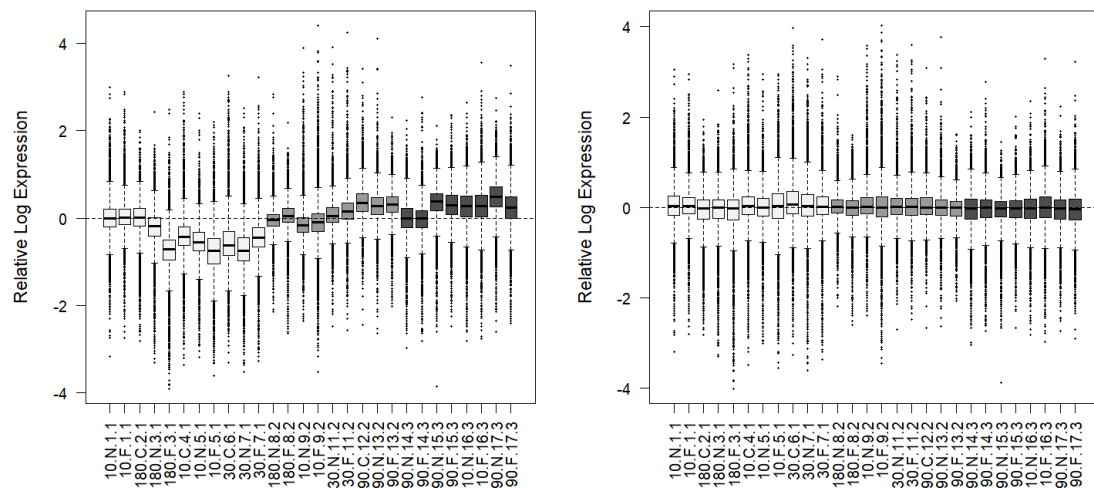 Relative Log Expression
4
2
0
-2
-4
10.N.1.1
10.F.1.1
180.C.2.1
180.N.3.1
180.F.3.1
10.C.4.1
10.N.5.1
10.F.5.1
30.C.6.1
30.N.7.1
30.F.7.1
180.N.8.2
180.F.8.2
10.N.9.2
10.F.9.2
30.N.11.2
30.F.11.2
90.C.12.2
90.N.13.2
90.F.13.2
90.N.14.3
90.F.14.3
90.N.15.3
90.F.15.3
10.N.16.3
10.F.16.3
90.N.17.3
90.F.17.3
Relative Log Expression
4
2
0
-2
-4
10.N.1.1
10.F.1.1
180.C.2.1
180.N.3.1
180.F.3.1
10.C.4.1
10.N.5.1
10.F.5.1
30.C.6.1
30.N.7.1
30.F.7.1
180.N.8.2
180.F.8.2
10.N.9.2
10.F.9.2
30.N.11.2
30.F.11.2
90.C.12.2
90.N.13.2
90.F.13.2
90.N.14.3
90.F.14.3
90.N.15.3
90.F.15.3
10.N.16.3
10.F.16.3
90.N.17.3
90.F.17.3